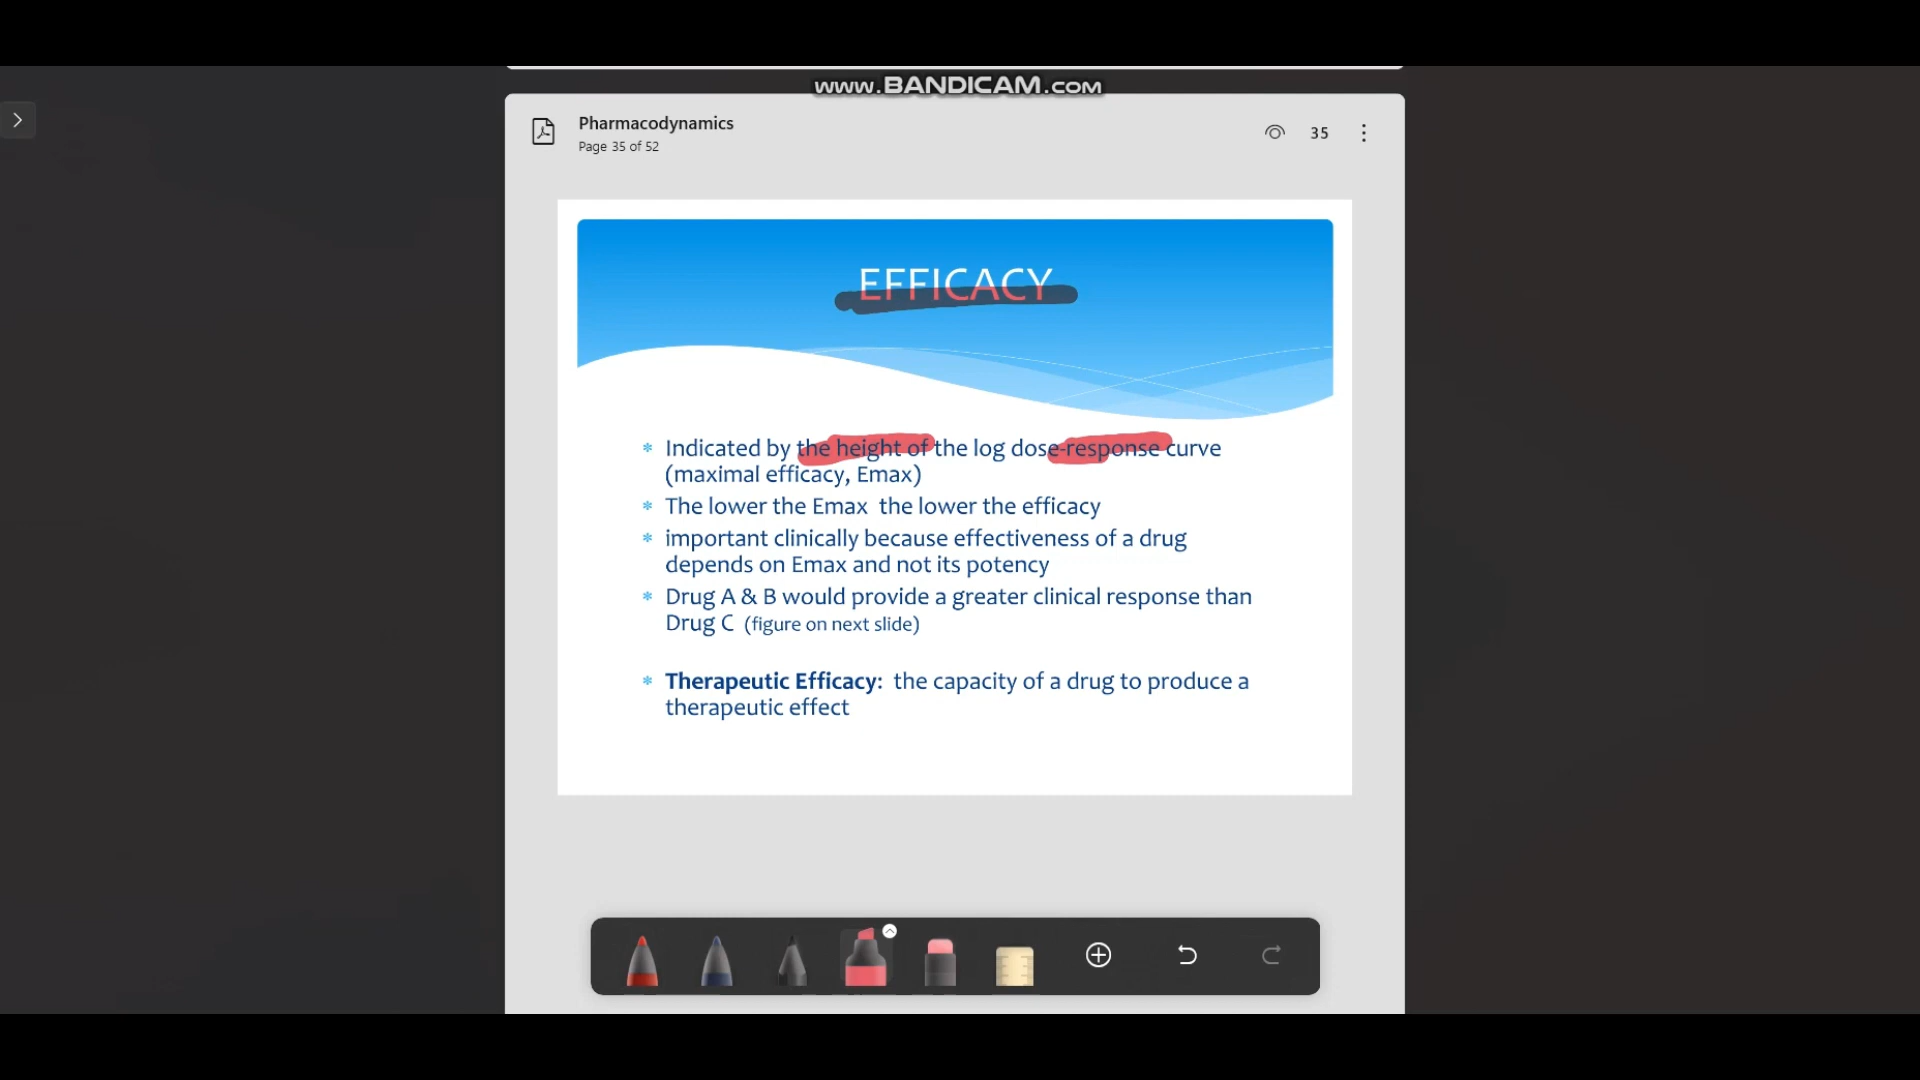 www.BANDICAM.com
Pharmacodynamics
35
Page 35 of 52
EFFICACY
* Indicated by the height of the log dose-response curve
(maximal efficacy, Emax)
* The lower the Emax the lower the efficacy
* important clinically because effectiveness of a drug
depends on Emax and not its potency
* Drug A & B would provide a greater clinical response than
Drug C (figure on next slide)
* Therapeutic Efficacy: the capacity of a drug to produce a
therapeutic effect